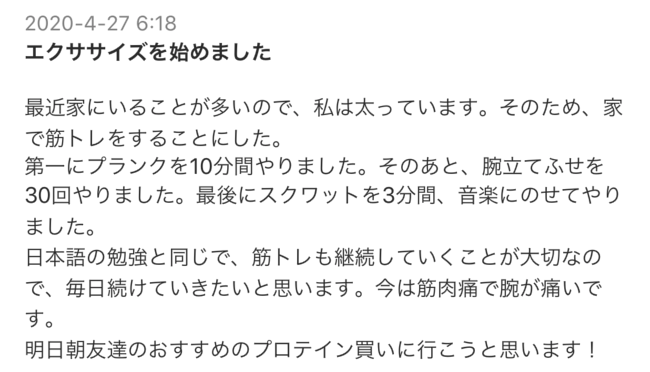 2020-4-27 6:18
エクササイズを始めました
最近家にいることが多いので、私は太っています。そのため、家
で筋トレをすることにした。
第一にプランクを10分間やりました。そのあと、腕立てふせを
30回やりました。最後にスクワットを3分間、音楽にのせてやり
ました。
日本語の勉強と同じで、筋トレも継続していくことが大切なの
で、毎日続けていきたいと思います。今は筋肉痛で腕が痛いで
す。
明日朝友達のおすすめのプロテイン買いに行こうと思います！